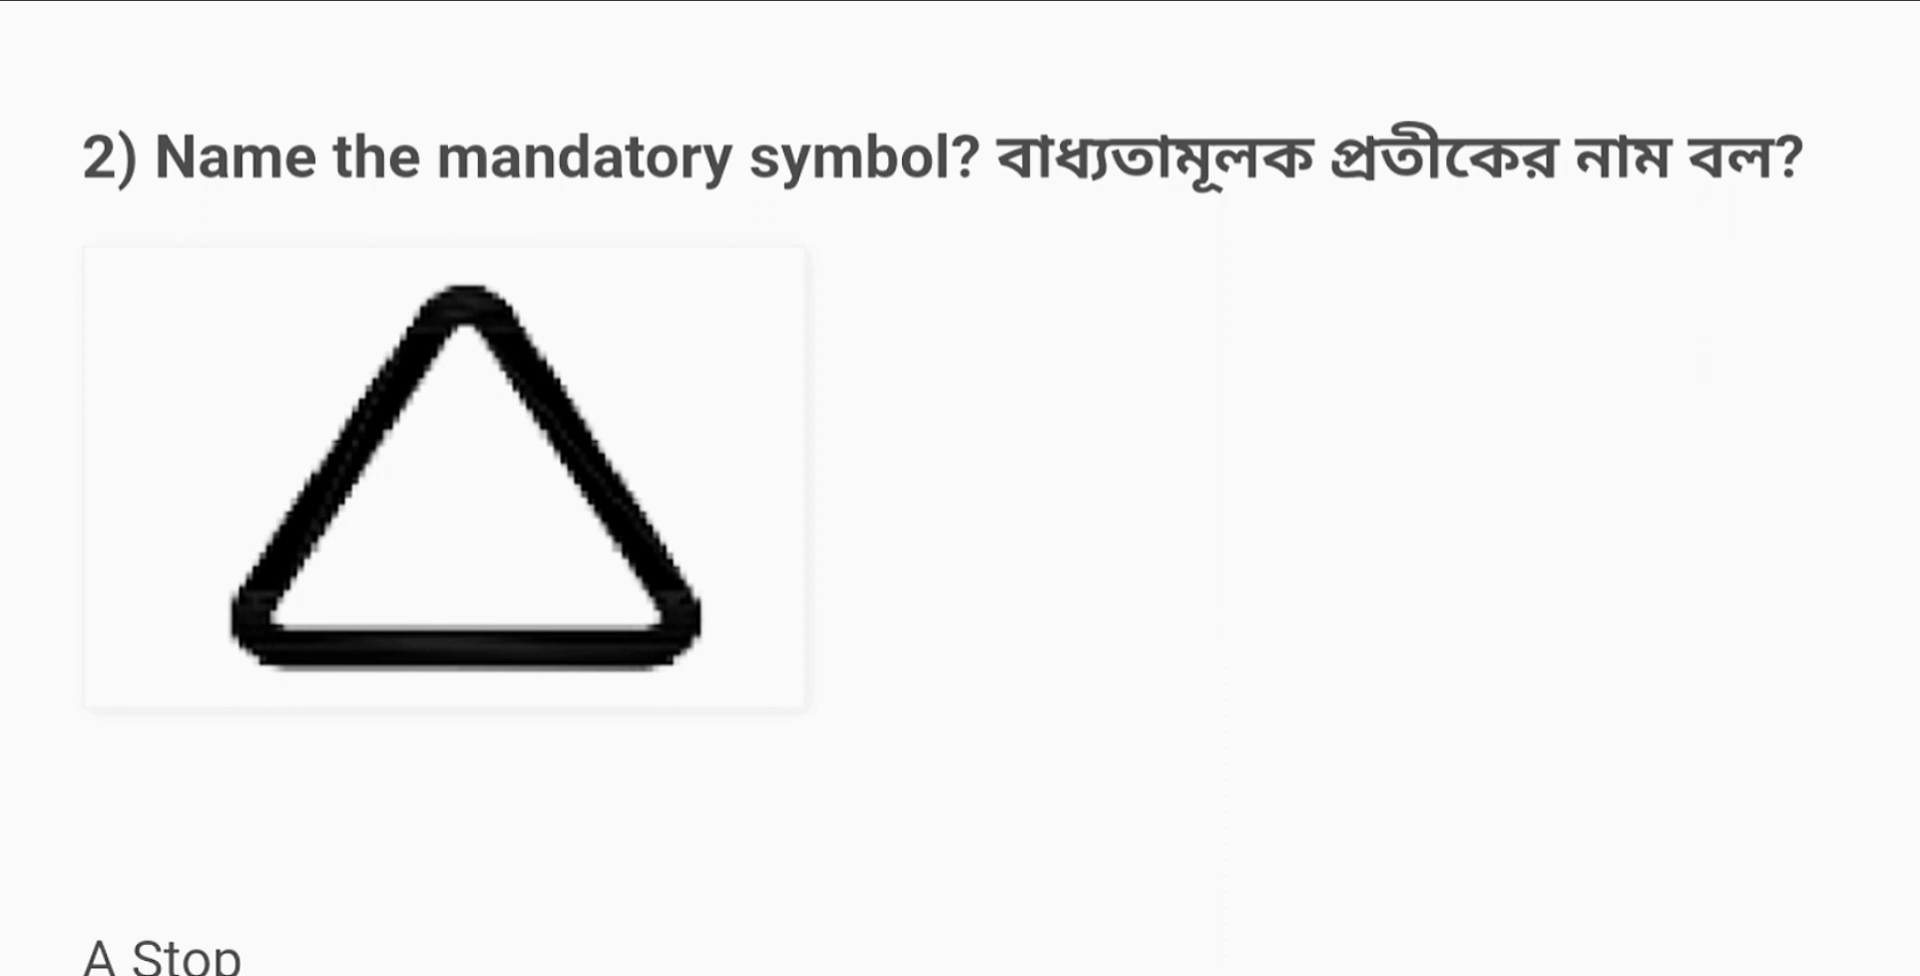 2) Name the mandatory symbol? বাধ্যতামূলক প্রতীকের নাম বল?
A Stop